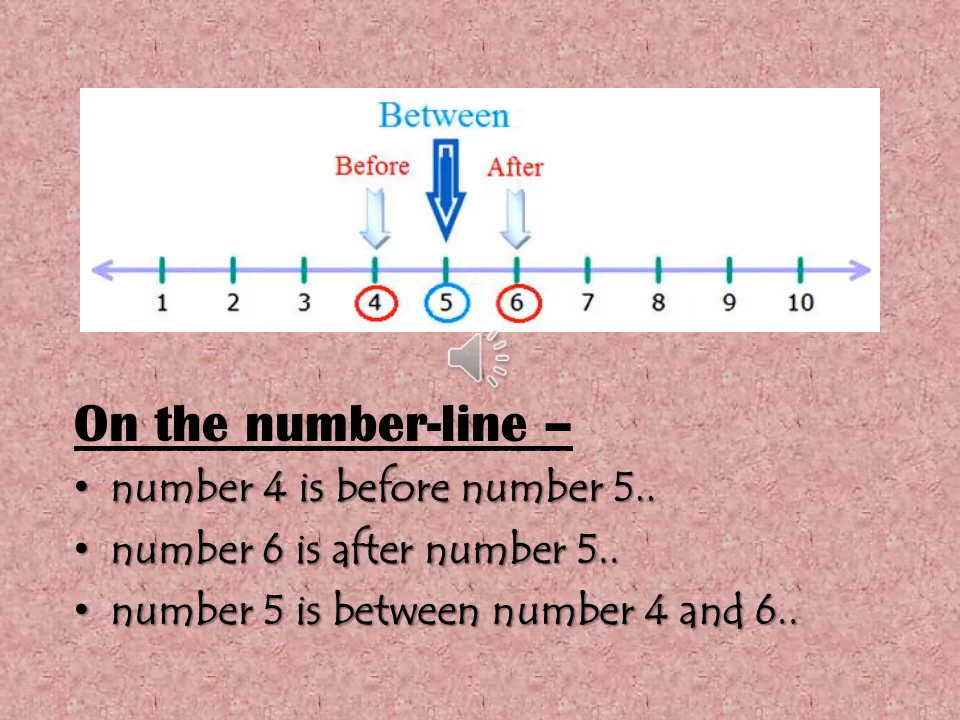 Between
Before After
1 2 3 4 5 6 7 8 9 10
On the number-line –
• number 4 is before number 5..
• number 6 is after number 5..
• number 5 is between number 4 and 6..